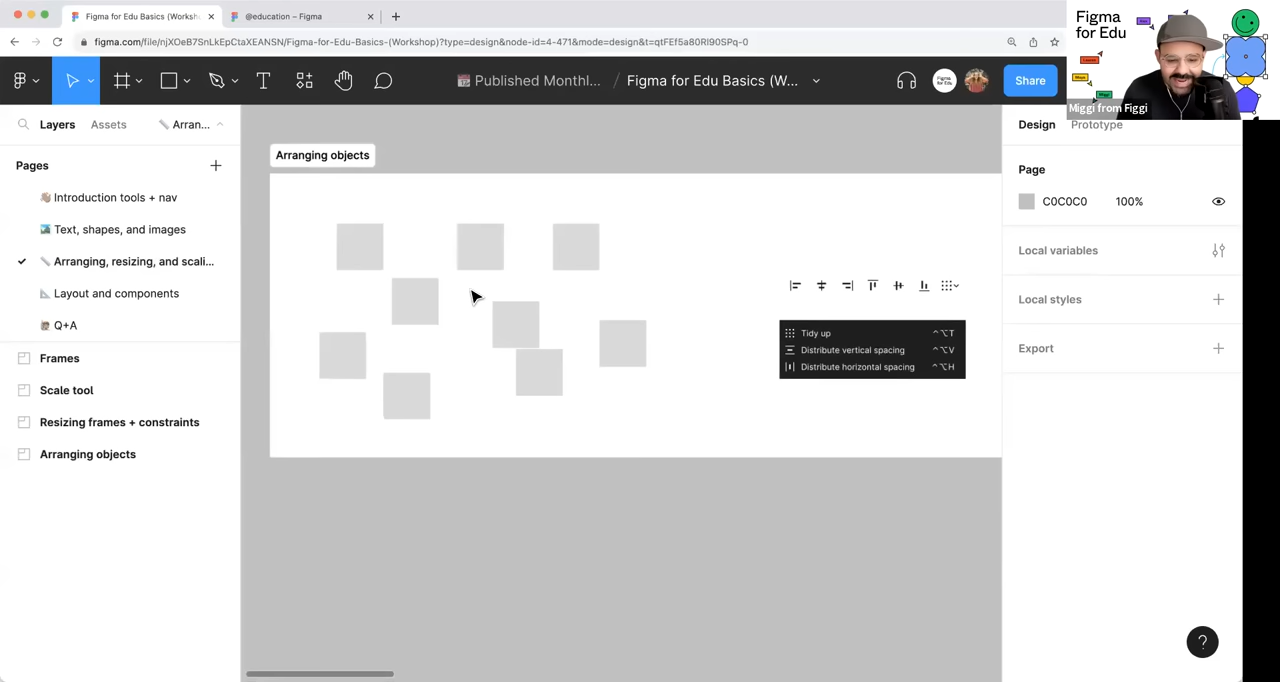 Figma for Edu Basics (Worksh
@education – Figma
figma.com/file/njXOeB7SnLkEpCtaXEANSN/Figma-for-Edu-Basics-(Workshop)?type=design&node-id=4-471&mode=design&t=qtFEf5a80RI90SPq-0
Figma
for Edu
Published Monthl... / Figma for Edu Basics (W...
Share
Miggi from Figgi
Layers
Assets
Arran...
Design
Prototype
Pages
Introduction tools + nav
Text, shapes, and images
Arranging, resizing, and scali...
Layout and components
Q+A
Frames
Scale tool
Resizing frames + constraints
Arranging objects
Arranging objects
Tidy up ^⌥T
Distribute vertical spacing ^⌥V
Distribute horizontal spacing ^⌥H
Page
C0C0C0 100%
Local variables
Local styles
Export
?